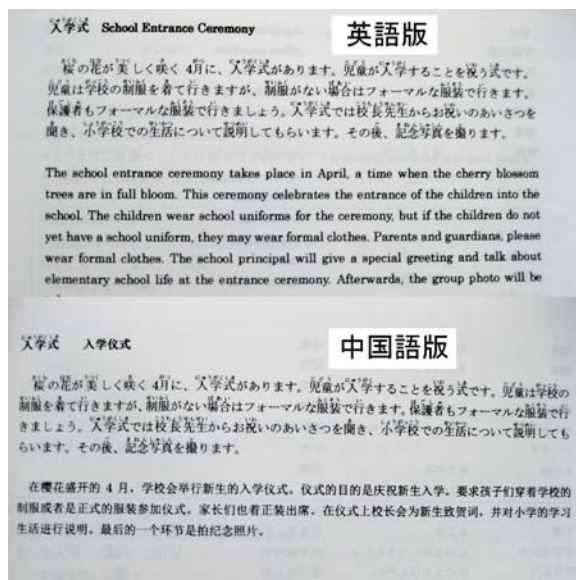 入学式 School Entrance Ceremony
英語版
桜の花が美しく咲く4月に、入学式があります。児童が入学することを祝う式です。
児童は学校の制服を着て行きますが、制服がない場合はフォーマルな服装で行きます。
保護者もフォーマルな服装で行きましょう。入学式では校長先生からお祝いのあいさつを
聞き、小学校での生活について説明してもらいます。その後、記念写真を撮ります。
The school entrance ceremony takes place in April, a time when the cherry blossom
trees are in full bloom. This ceremony celebrates the entrance of the children into the
school. The children wear school uniforms for the ceremony, but if the children do not
yet have a school uniform, they may wear formal clothes. Parents and guardians, please
wear formal clothes. The school principal will give a special greeting and talk about
elementary school life at the entrance ceremony. Afterwards, the group photo will be
入学式 入学仪式
中国語版
桜の花が美しく咲く4月に、入学式があります。児童が入学することを祝う式です。児童は学校の
制服を着て行きますが、制服がない場合はフォーマルな服装で行きます。保護者もフォーマルな服装で行
きましょう。入学式では校長先生からお祝いのあいさつを聞き、小学校での生活について説明しても
らいます。その後、記念写真を撮ります。
在樱花盛开的 4 月，学校会举行新生的入学仪式。仪式的目的是庆祝新生入学。要求孩子们穿着学校的
制服或者是正式的服装参加仪式。家长们也着正装出席。在仪式上校长会为新生致贺词，并对小学的学习
生活进行说明。最后的一个环节是拍纪念照片。